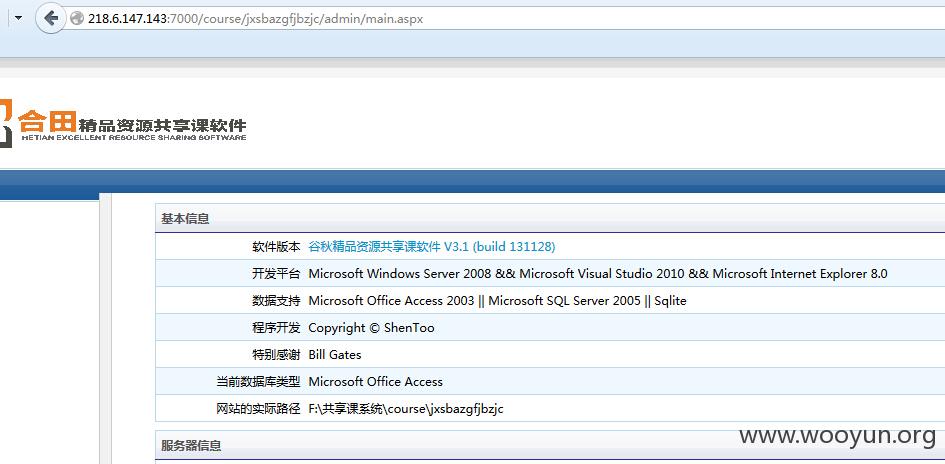 218.6.147.143:7000/course/jxsbazgfjbzjc/admin/main.aspx
合田精品资源共享课软件
HETIAN EXCELLENT RESOURCE SHARING SOFTWARE
基本信息
软件版本 谷秋精品资源共享课软件 V3.1 (build 131128)
开发平台 Microsoft Windows Server 2008 && Microsoft Visual Studio 2010 && Microsoft Internet Explorer 8.0
数据支持 Microsoft Office Access 2003 || Microsoft SQL Server 2005 || Sqlite
程序开发 Copyright © ShenToo
特别感谢 Bill Gates
当前数据库类型 Microsoft Office Access
网站的实际路径 F:\共享课系统\course\jxsbazgfjbzjc
服务器信息
www.wooyun.org